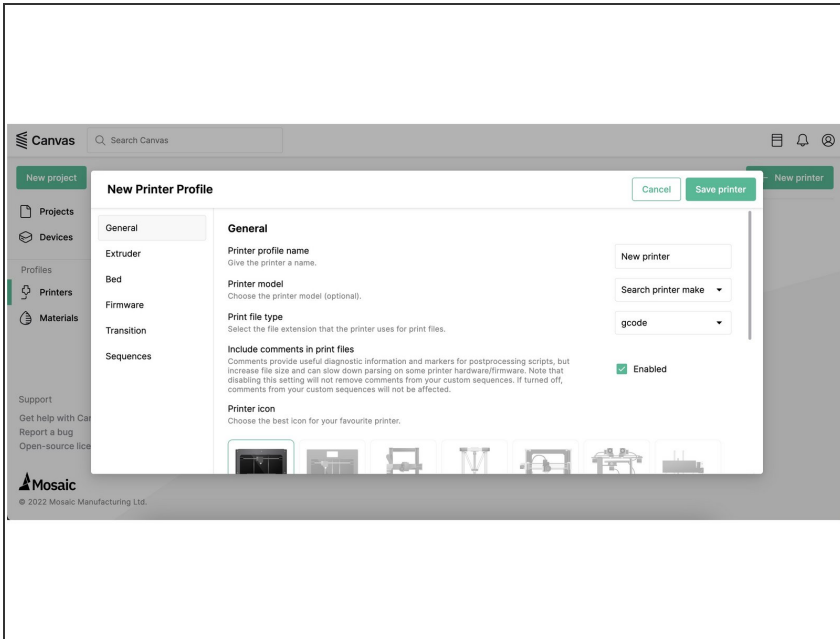 Canvas
Search Canvas
New project
New printer
Projects
Devices
Profiles
Printers
Materials
Support
Get help with Can
Report a bug
Open-source lice
Mosaic
© 2022 Mosaic Manufacturing Ltd.
New Printer Profile
Cancel
Save printer
General
Extruder
Bed
Firmware
Transition
Sequences
General
Printer profile name
Give the printer a name.
New printer
Printer model
Choose the printer model (optional).
Search printer make
Print file type
Select the file extension that the printer uses for print files.
gcode
Include comments in print files
Comments provide useful diagnostic information and markers for postprocessing scripts, but
increase file size and can slow down parsing on some printer hardware/firmware. Note that
disabling this setting will not remove comments from your custom sequences. If turned off,
comments from your custom sequences will not be affected.
Enabled
Printer icon
Choose the best icon for your favourite printer.